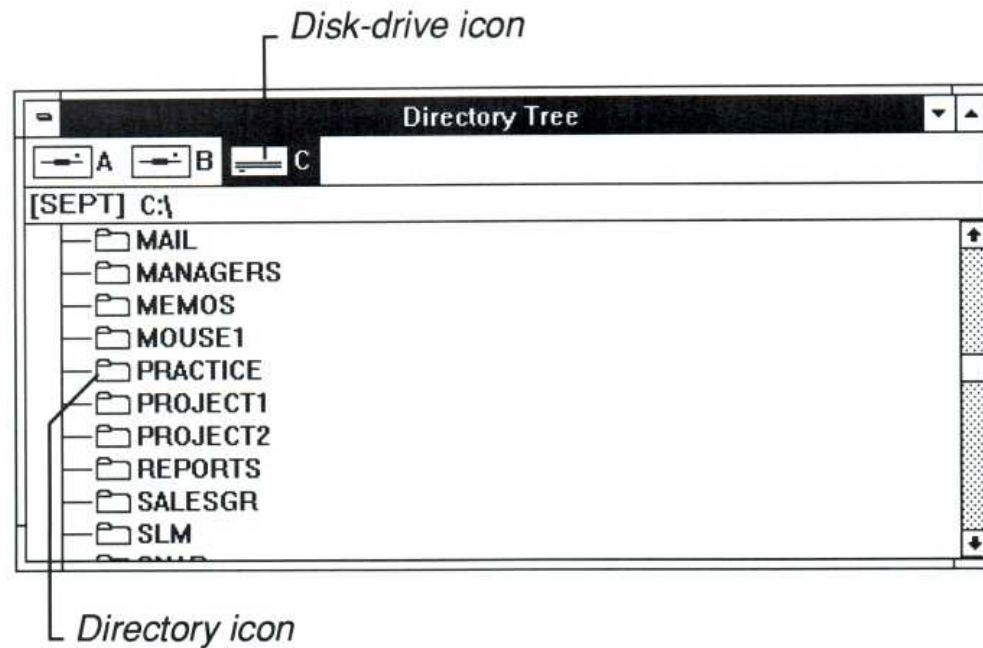 Disk-drive icon
Directory Tree
A B C
[SEPT] C:\
MAIL
MANAGERS
MEMOS
MOUSE1
PRACTICE
PROJECT1
PROJECT2
REPORTS
SALESGR
SLM
Directory icon